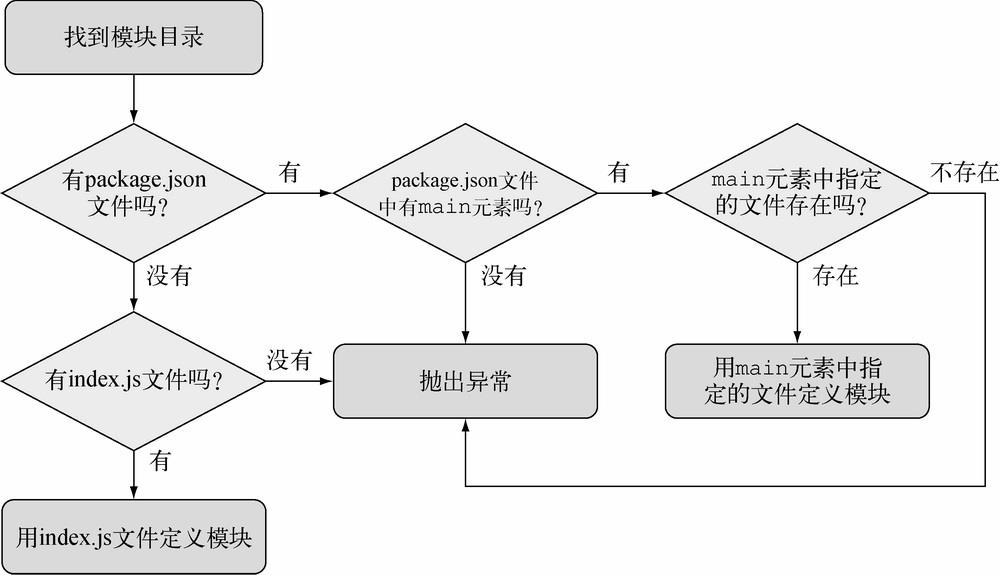 找到模块目录
有package.json
文件吗?
有
package.json文件
中有main元素吗?
有
main元素中指定
的文件存在吗?
不存在
没有
没有
存在
有index.js文件吗?
没有
抛出异常
用main元素中指
定的文件定义模块
有
用index.js文件定义模块